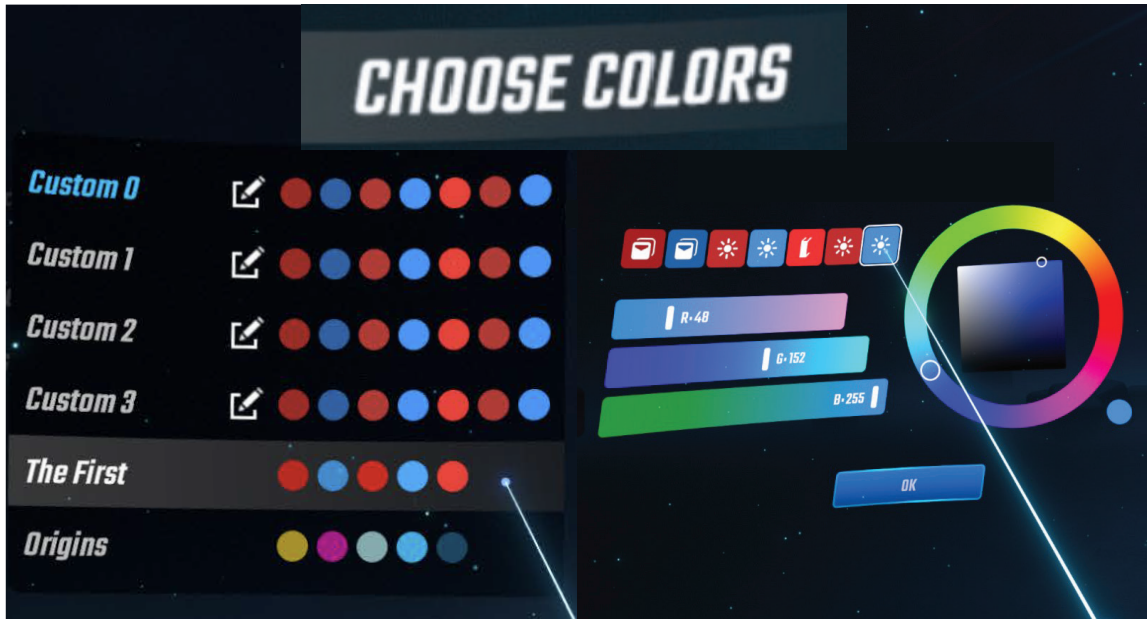 CHOOSE COLORS
Custom 0
Custom 1
Custom 2
Custom 3
The First
Origins
R•48
G•152
B•255
OK